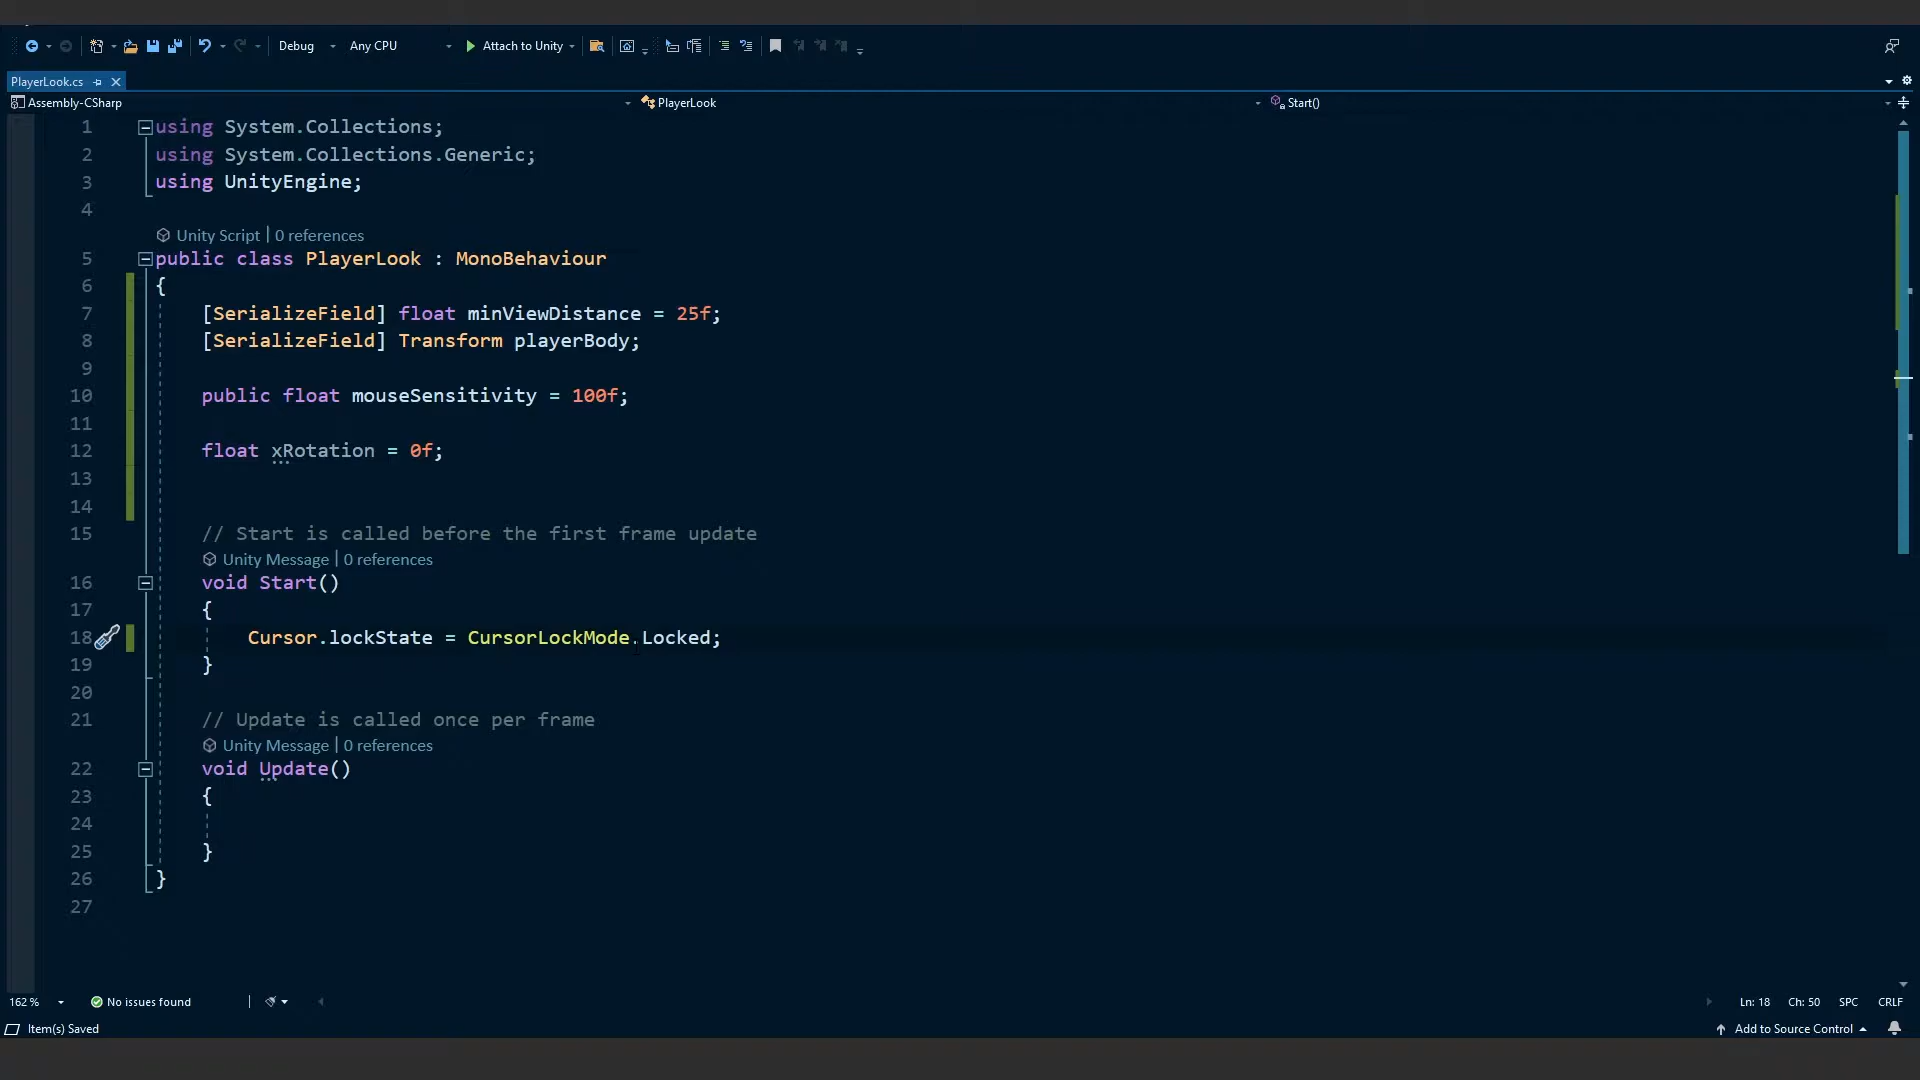 Debug Any CPU Attach to Unity
PlayerLook.cs
Assembly-CSharp PlayerLook Start()
1 using System.Collections;
2 using System.Collections.Generic;
3 using UnityEngine;
4
Unity Script | 0 references
5 public class PlayerLook : MonoBehaviour
6 {
7 [SerializeField] float minViewDistance = 25f;
8 [SerializeField] Transform playerBody;
9
10 public float mouseSensitivity = 100f;
11
12 float xRotation = 0f;
13
14
15 // Start is called before the first frame update
Unity Message | 0 references
16 void Start()
17 {
18 Cursor.lockState = CursorLockMode.Locked;
19 }
20
21 // Update is called once per frame
Unity Message | 0 references
22 void Update()
23 {
24
25 }
26 }
27
162 % No issues found Ln: 18 Ch: 50 SPC CRLF
Item(s) Saved Add to Source Control